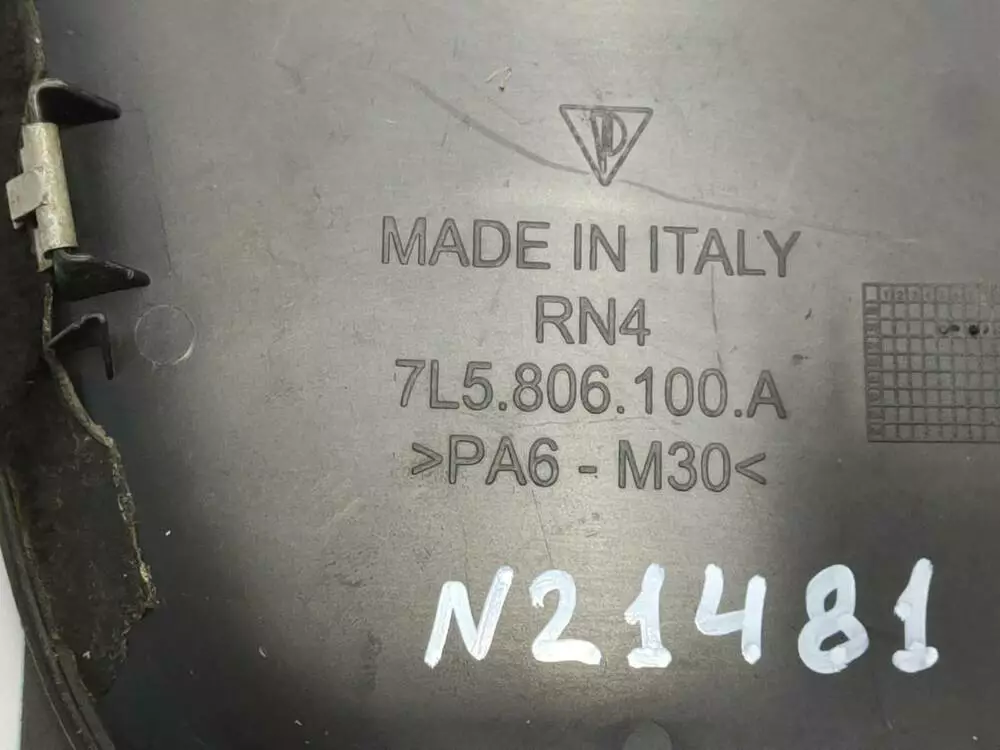 MADE IN ITALY
RN4
7L5.806.100.A
>PA6 - M30<
N21481